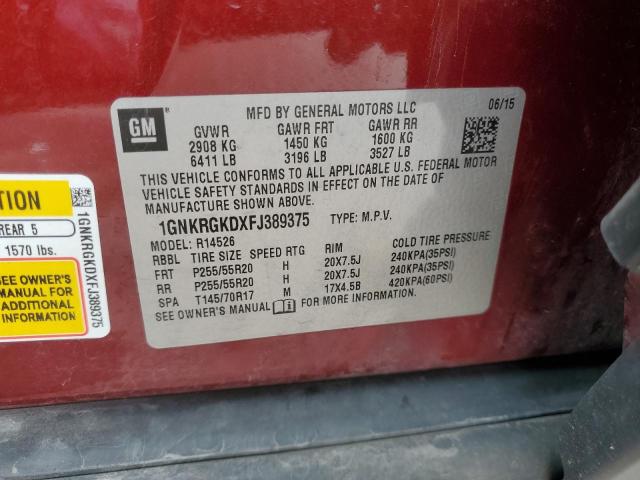 GM
MFD BY GENERAL MOTORS LLC 06/15
GVWR GAWR FRT GAWR RR
2908 KG 1450 KG 1600 KG
6411 LB 3196 LB 3527 LB
THIS VEHICLE CONFORMS TO ALL APPLICABLE U.S. FEDERAL MOTOR
VEHICLE SAFETY STANDARDS IN EFFECT ON THE DATE OF
MANUFACTURE SHOWN ABOVE.
1GNKRGKDXFJ389375 TYPE: M.P.V.
MODEL: R14526
RBBL TIRE SIZE SPEED RTG RIM COLD TIRE PRESSURE
FRT P255/55R20 H 20X7.5J 240KPA(35PSI)
RR P255/55R20 H 20X7.5J 240KPA(35PSI)
SPA T145/70R17 M 17X4.5B 420KPA(60PSI)
SEE OWNER'S MANUAL FOR MORE INFORMATION.
REAR 5
1570 lbs.
SEE OWNER'S
MANUAL FOR
ADDITIONAL
INFORMATION
1GNKRGKDXFJ389375